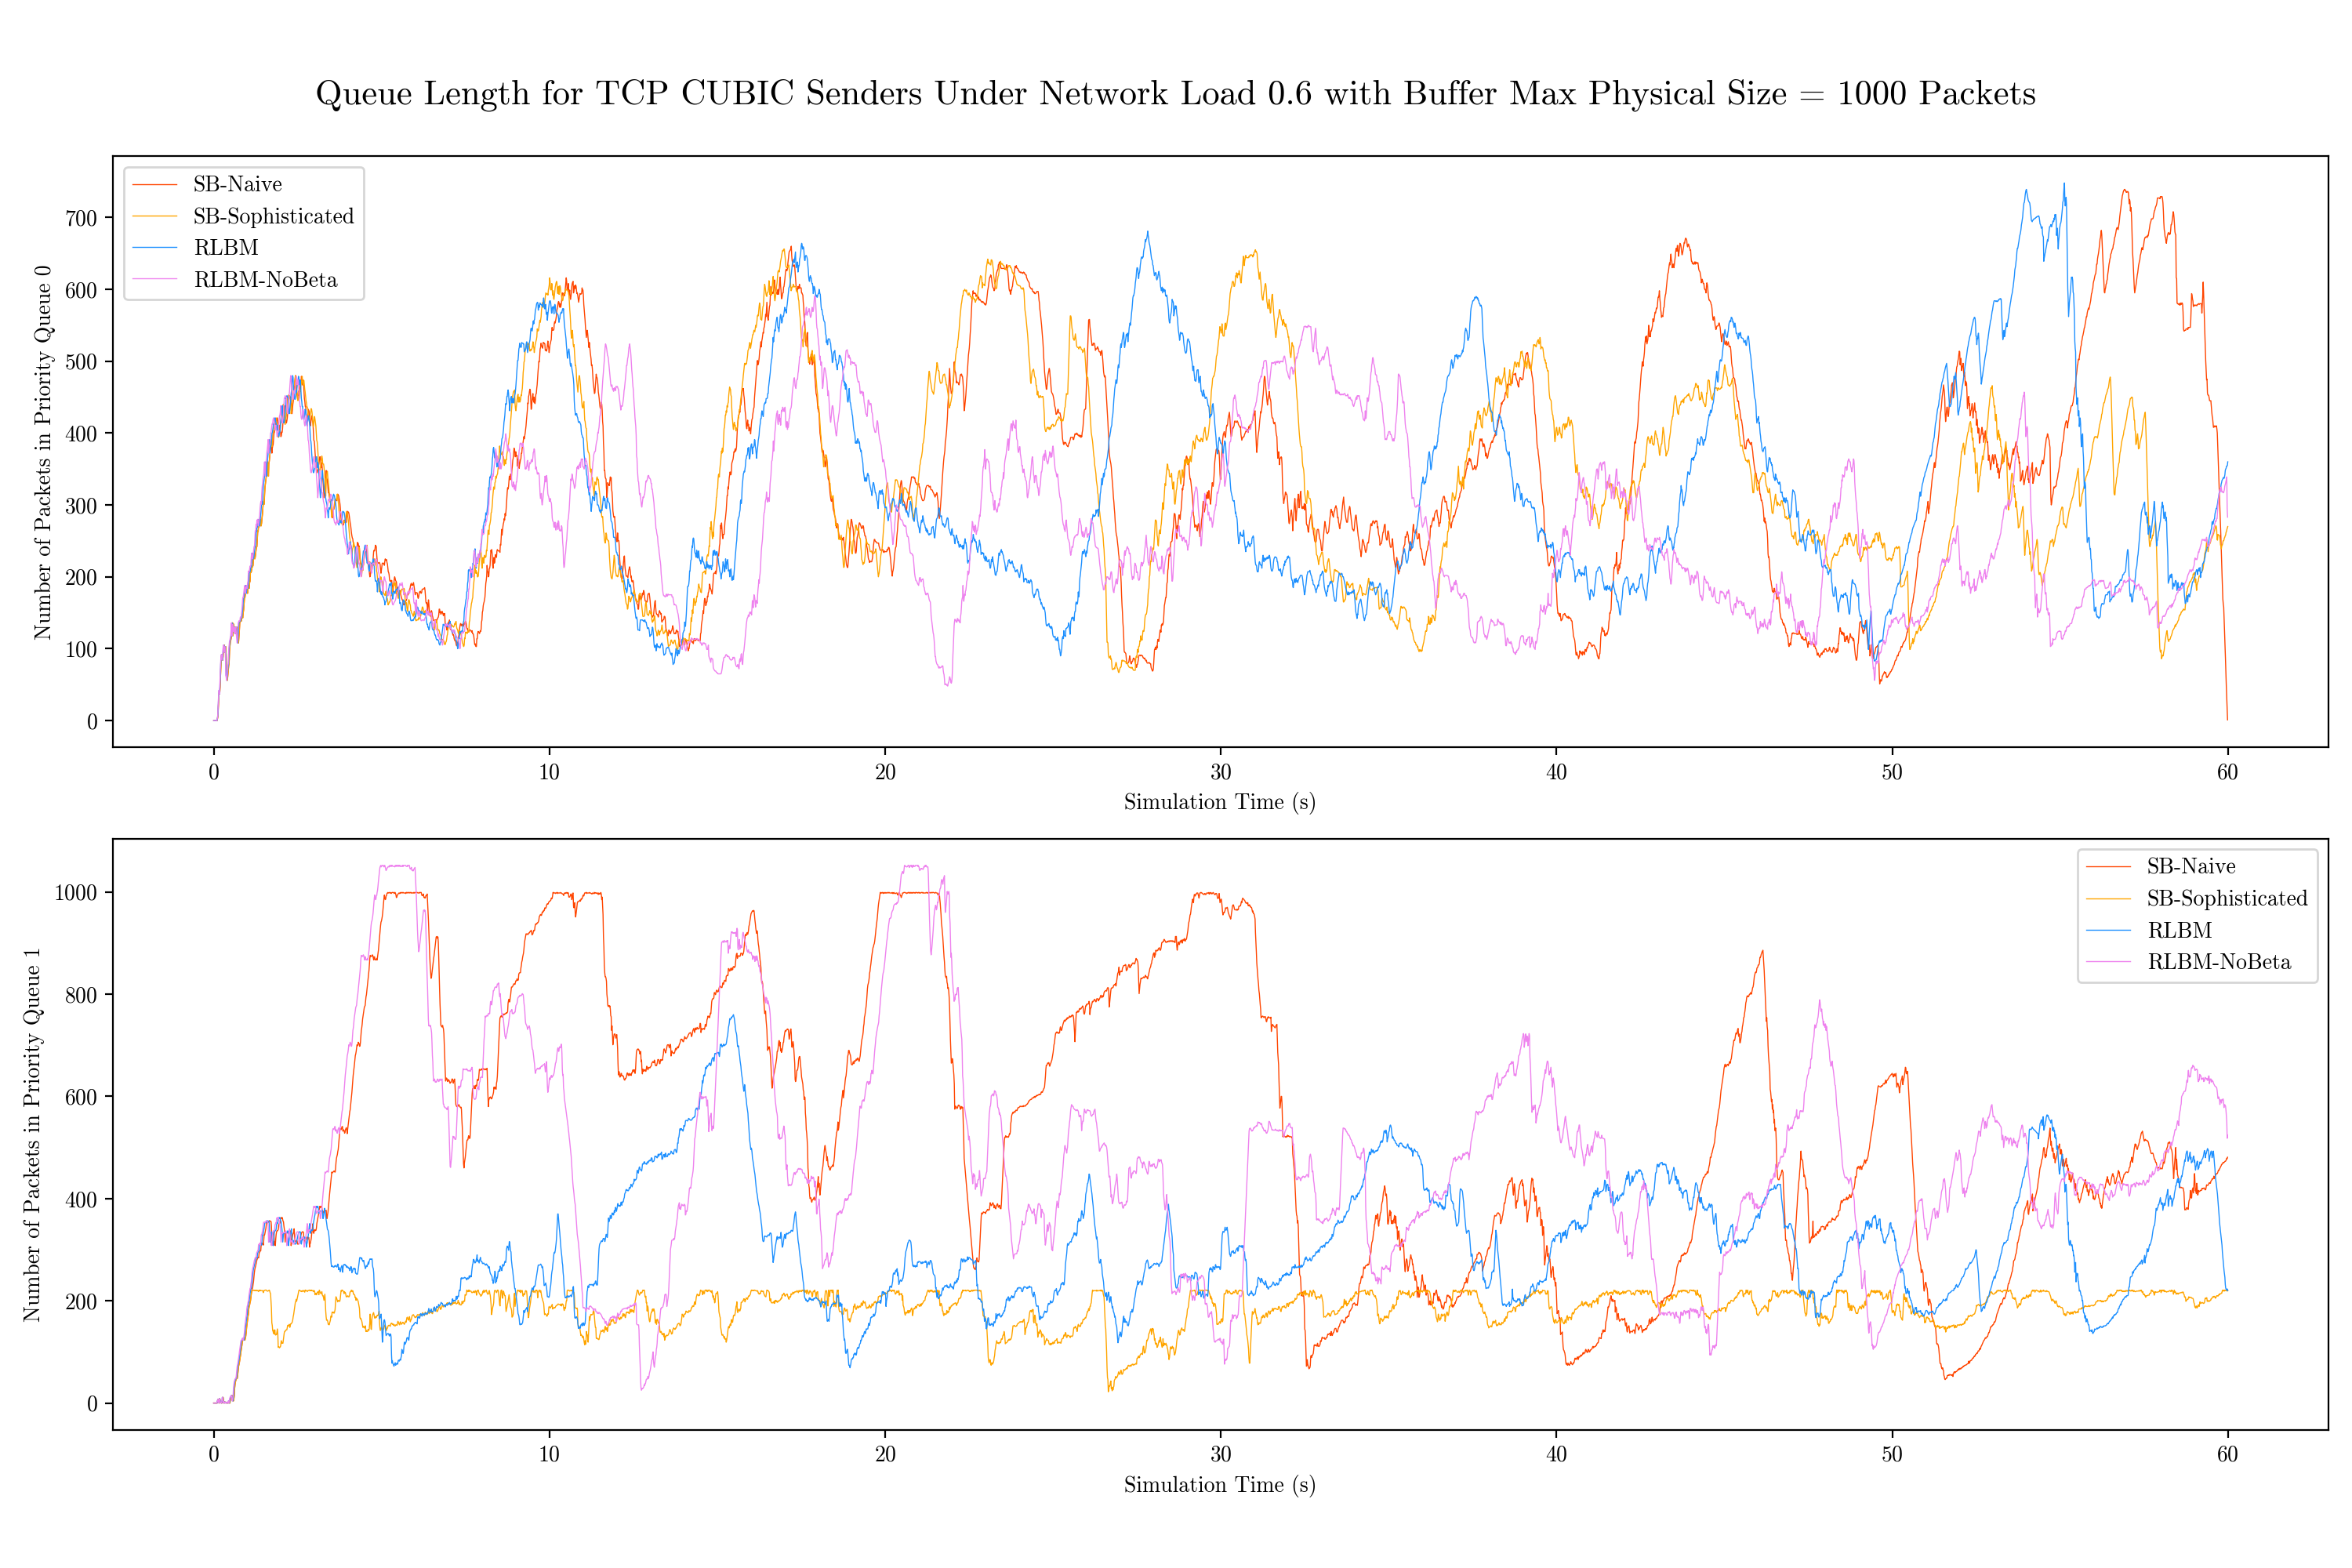 Queue Length for TCP CUBIC Senders Under Network Load 0.6 with Buffer Max Physical Size = 1000 Packets
SB-Naive
SB-Sophisticated
RLBM
RLBM-NoBeta
Number of Packets in Priority Queue 0
700
600
500
400
300
200
100
0
0 10 20 30 40 50 60
Simulation Time (s)
SB-Naive
SB-Sophisticated
RLBM
RLBM-NoBeta
Number of Packets in Priority Queue 1
1000
800
600
400
200
0
0 10 20 30 40 50 60
Simulation Time (s)